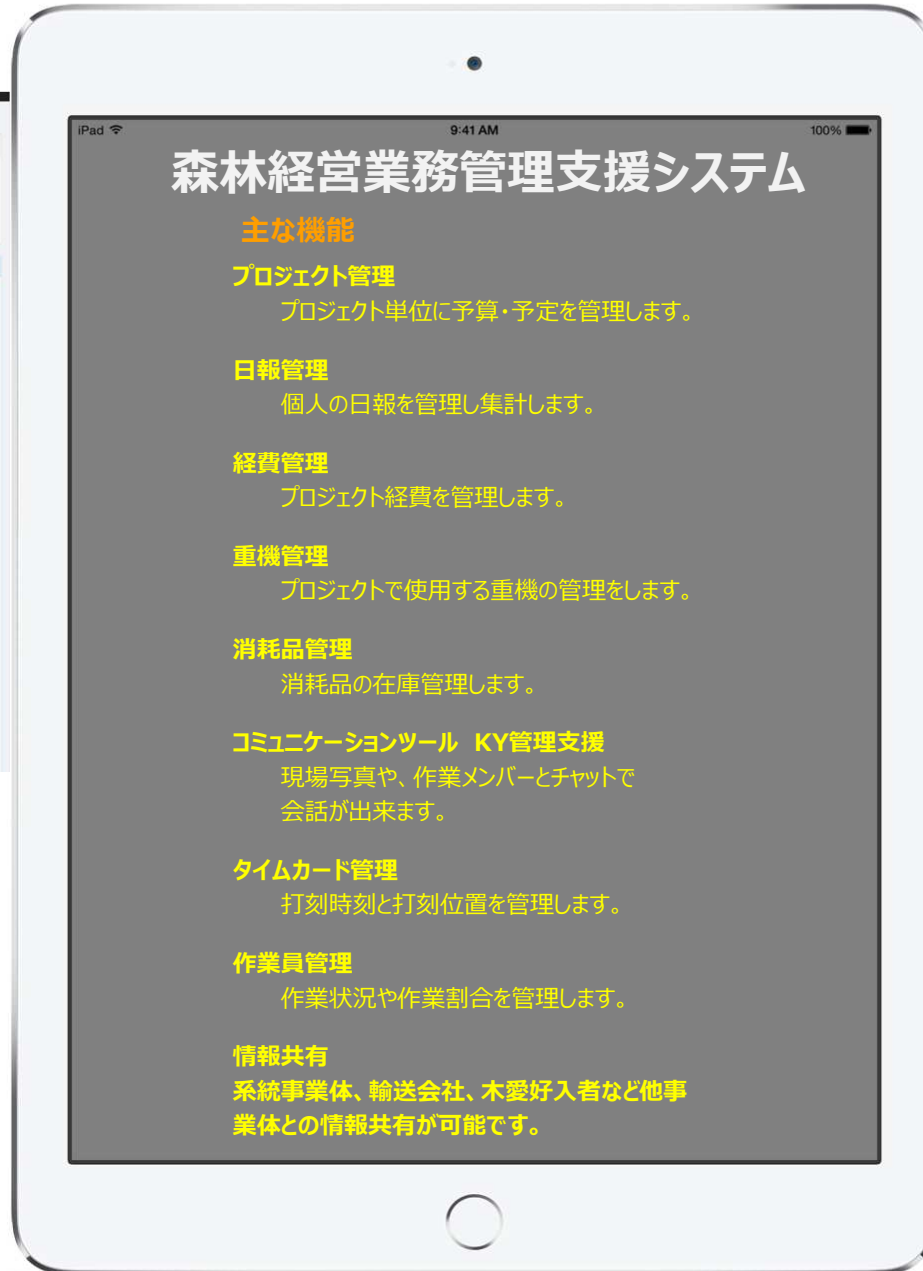 iPad
9:41 AM
100%
森林経営業務管理支援システム
主な機能
プロジェクト管理
プロジェクト単位に予算・予定を管理します。
日報管理
個人の日報を管理し集計します。
経費管理
プロジェクト経費を管理します。
重機管理
プロジェクトで使用する重機の管理をします。
消耗品管理
消耗品の在庫管理します。
コミュニケーションツール　KY管理支援
現場写真や、作業メンバーとチャットで
会話が出来ます。
タイムカード管理
打刻時刻と打刻位置を管理します。
作業員管理
作業状況や作業割合を管理します。
情報共有
系統事業体、輸送会社、木愛好入者など他事
業体との情報共有が可能です。